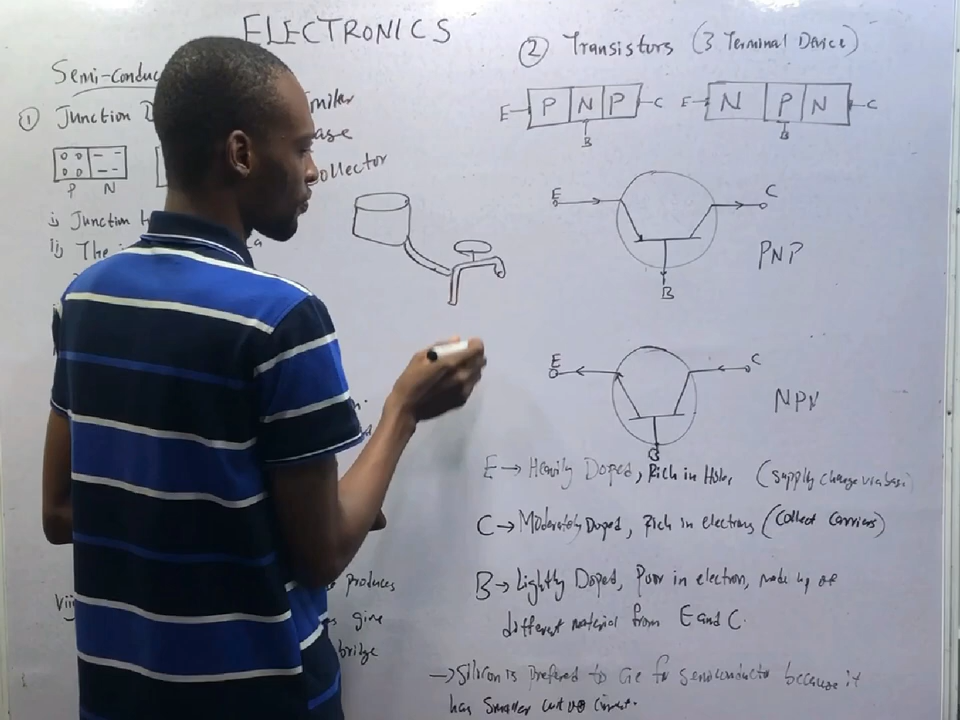 ELECTRONICS
Semi-conduc
① Junction
P N
i) Junction
ii) The
mitter
ase
ollector
produces
give
bridge
② Transistors (3 Terminal Device)
E P N P C
B
E N P N C
B
E C
B
PNP
E C
B
NPN
E → Heavily Doped, Rich in Holes (supply charge via base)
C → Moderately Doped, Rich in electrons (Collect Carriers)
B → Lightly Doped, Poor in electron, made up of
different material from E and C.
→ Silicon is prefered to Ge for semiconductor because it
has smaller cut current.